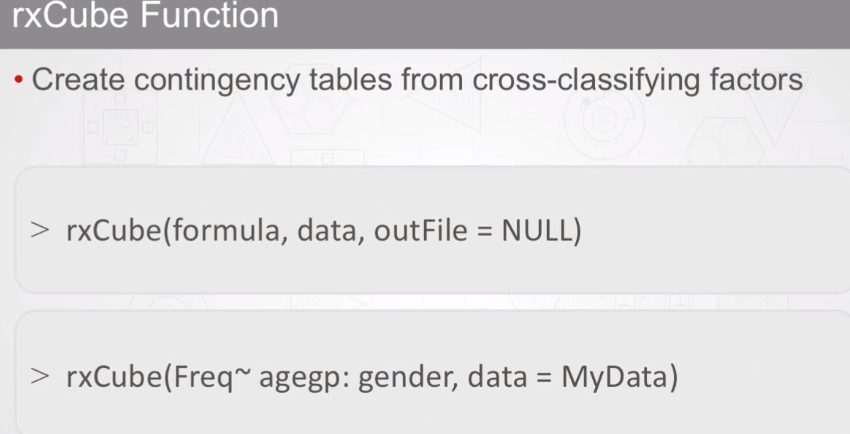 rxCube Function
• Create contingency tables from cross-classifying factors
> rxCube(formula, data, outFile = NULL)
> rxCube(Freq~ agegp: gender, data = MyData)